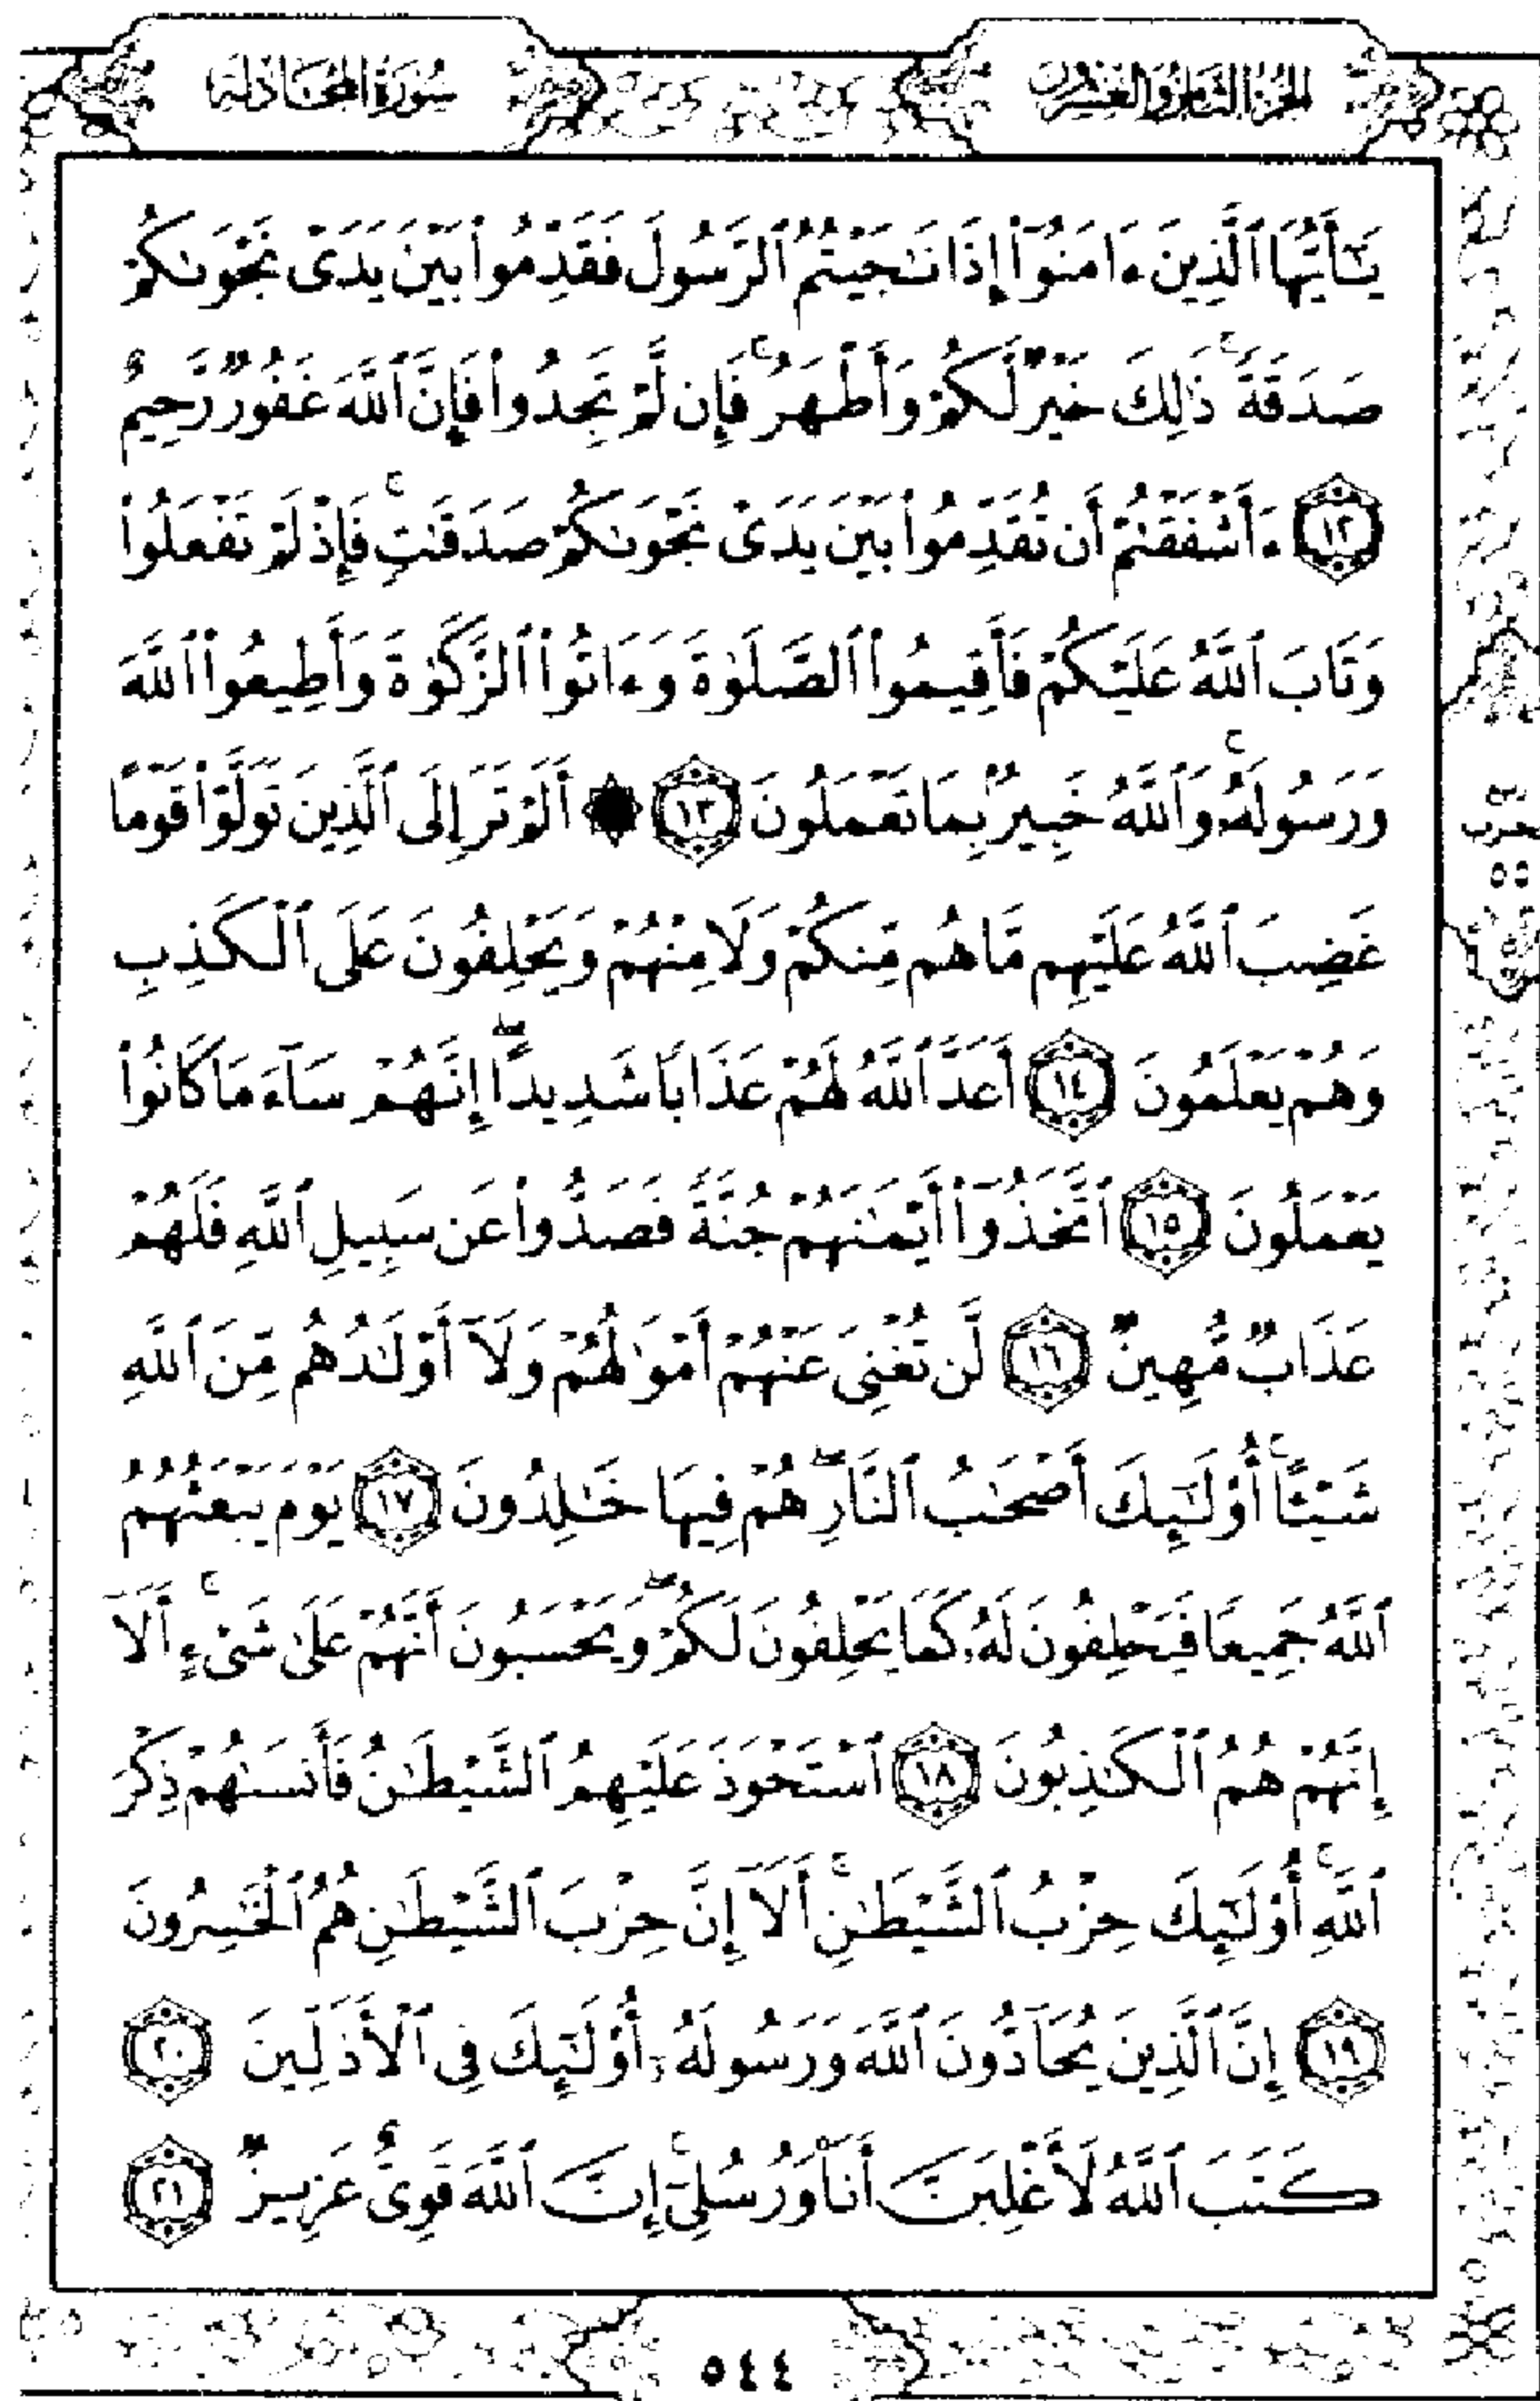 الجزء الثامن والعشرون
سورة المجادلة
يَٰٓأَيُّهَا ٱلَّذِينَ ءَامَنُوٓا۟ إِذَا نَٰجَيْتُمُ ٱلرَّسُولَ فَقَدِّمُوا۟ بَيْنَ يَدَىْ نَجْوَىٰكُمْ
صَدَقَةً ۚ ذَٰلِكَ خَيْرٌ لَّكُمْ وَأَطْهَرُ ۚ فَإِن لَّمْ تَجِدُوا۟ فَإِنَّ ٱللَّهَ غَفُورٌ رَّحِيمٌ
١٢ ءَأَشْفَقْتُمْ أَن تُقَدِّمُوا۟ بَيْنَ يَدَىْ نَجْوَىٰكُمْ صَدَقَٰتٍ ۚ فَإِذْ لَمْ تَفْعَلُوا۟
وَتَابَ ٱللَّهُ عَلَيْكُمْ فَأَقِيمُوا۟ ٱلصَّلَوٰةَ وَءَاتُوا۟ ٱلزَّكَوٰةَ وَأَطِيعُوا۟ ٱللَّهَ
وَرَسُولَهُۥ ۚ وَٱللَّهُ خَبِيرٌۢ بِمَا تَعْمَلُونَ ١٣ ۞ أَلَمْ تَرَ إِلَى ٱلَّذِينَ تَوَلَّوْا۟ قَوْمًا
غَضِبَ ٱللَّهُ عَلَيْهِم مَّا هُم مِّنكُمْ وَلَا مِنْهُمْ وَيَحْلِفُونَ عَلَى ٱلْكَذِبِ
وَهُمْ يَعْلَمُونَ ١٤ أَعَدَّ ٱللَّهُ لَهُمْ عَذَابًا شَدِيدًا ۖ إِنَّهُمْ سَآءَ مَا كَانُوا۟
يَعْمَلُونَ ١٥ ٱتَّخَذُوٓا۟ أَيْمَٰنَهُمْ جُنَّةً فَصَدُّوا۟ عَن سَبِيلِ ٱللَّهِ فَلَهُمْ
عَذَابٌ مُّهِينٌ ١٦ لَّن تُغْنِىَ عَنْهُمْ أَمْوَٰلُهُمْ وَلَآ أَوْلَٰدُهُم مِّنَ ٱللَّهِ
شَيْـًٔا ۚ أُو۟لَٰٓئِكَ أَصْحَٰبُ ٱلنَّارِ ۖ هُمْ فِيهَا خَٰلِدُونَ ١٧ يَوْمَ يَبْعَثُهُمُ
ٱللَّهُ جَمِيعًا فَيَحْلِفُونَ لَهُۥ كَمَا يَحْلِفُونَ لَكُمْ ۖ وَيَحْسَبُونَ أَنَّهُمْ عَلَىٰ شَىْءٍ ۚ أَلَآ
إِنَّهُمْ هُمُ ٱلْكَٰذِبُونَ ١٨ ٱسْتَحْوَذَ عَلَيْهِمُ ٱلشَّيْطَٰنُ فَأَنسَىٰهُمْ ذِكْرَ
ٱللَّهِ ۚ أُو۟لَٰٓئِكَ حِزْبُ ٱلشَّيْطَٰنِ ۚ أَلَآ إِنَّ حِزْبَ ٱلشَّيْطَٰنِ هُمُ ٱلْخَٰسِرُونَ
١٩ إِنَّ ٱلَّذِينَ يُحَآدُّونَ ٱللَّهَ وَرَسُولَهُۥٓ أُو۟لَٰٓئِكَ فِى ٱلْأَذَلِّينَ ٢٠
كَتَبَ ٱللَّهُ لَأَغْلِبَنَّ أَنَا۠ وَرُسُلِىٓ ۚ إِنَّ ٱللَّهَ قَوِىٌّ عَزِيزٌ ٢١
حزب
٥٥
٥٤٤